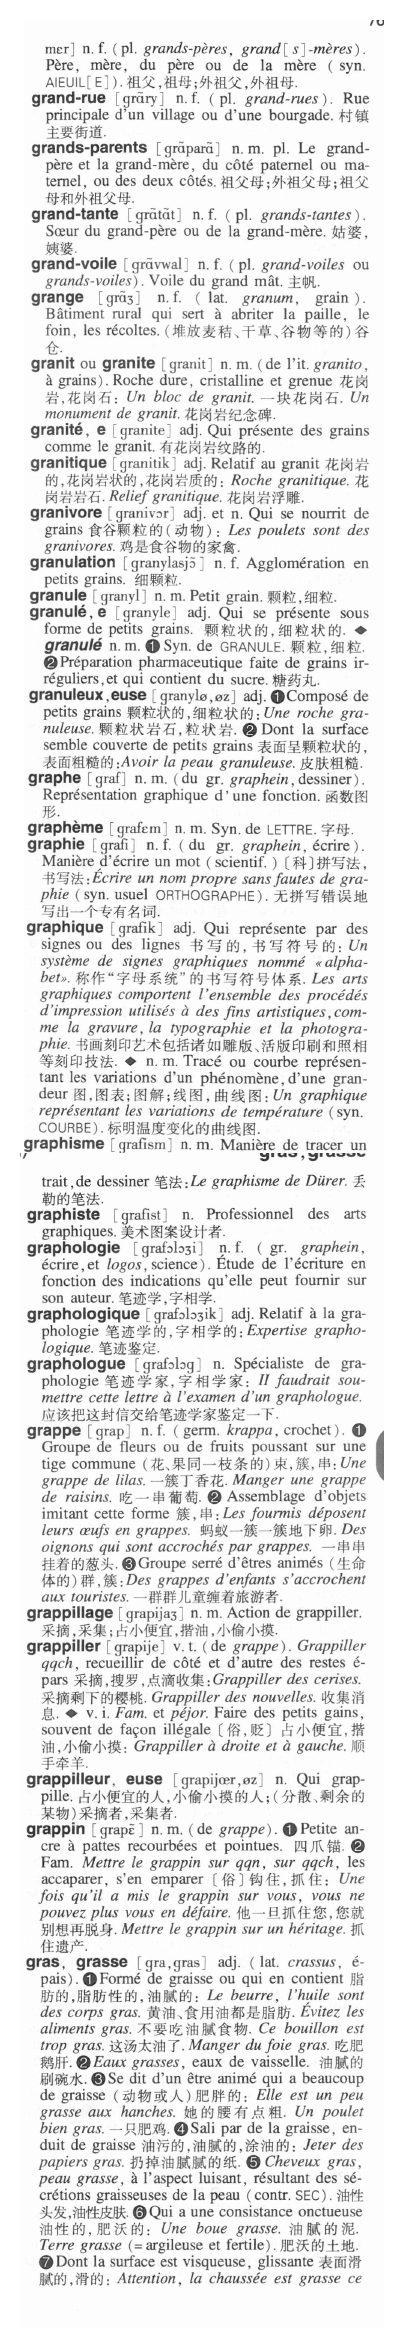 mɛr] n. f. ( pl. grands-pères, grand[ s]-mères).
Père, mère, du père ou de la mère ( syn.
AIEUIL[E]). 祖父,祖母;外祖父,外祖母.
grand-rue [ grɑ̃ry] n. f. ( pl. grand-rues). Rue
principale d'un village ou d'une bourgade. 村镇
主要街道.
grands-parents [ grɑ̃parɑ̃] n. m. pl. Le grand-
père et la grand-mère, du côté paternel ou ma-
ternel, ou des deux côtés. 祖父母;外祖父母;祖父
母和外祖父母.
grand-tante [ grɑ̃tɑ̃t] n. f. ( pl. grands-tantes).
Sœur du grand-père ou de la grand-mère. 姑婆,
姨婆.
grand-voile [ grɑ̃vwal] n. f. ( pl. grand-voiles ou
grands-voiles). Voile du grand mât. 主帆.
grange [grɑ̃ʒ] n. f. ( lat. granum, grain ).
Bâtiment rural qui sert à abriter la paille, le
foin, les récoltes. (堆放麦秸、干草、谷物等的)谷
仓.
granit ou granite [ granit] n. m. (de l'it. granito,
à grains). Roche dure, cristalline et grenue 花岗
岩,花岗石: Un bloc de granit. 一块花岗石. Un
monument de granit. 花岗岩纪念碑.
granité, e [ granite] adj. Qui présente des grains
comme le granit. 有花岗岩纹路的.
granitique [ granitik] adj. Relatif au granit 花岗岩
的,花岗岩状的,花岗岩质的: Roche granitique. 花
岗岩岩石. Relief granitique. 花岗岩浮雕.
granivore [ granivɔr] adj. et n. Qui se nourrit de
grains 食谷颗粒的(动物): Les poulets sont des
granivores. 鸡是食谷物的家禽.
granulation [ granylasjɔ̃ ] n. f. Agglomération en
petits grains. 细颗粒.
granule [ granyl] n. m. Petit grain. 颗粒,细粒.
granulé, e [ granyle] adj. Qui se présente sous
forme de petits grains. 颗粒状的,细粒状的. ◆
granulé n. m. ❶ Syn. de GRANULE. 颗粒,细粒.
❷Préparation pharmaceutique faite de grains ir-
réguliers,et qui contient du sucre. 糖药丸.
granuleux,euse [ granylø,øz] adj. ❶Composé de
petits grains 颗粒状的,细粒状的:Une roche gra-
nuleuse. 颗粒状岩石,粒状岩. ❷ Dont la surface
semble couverte de petits grains 表面呈颗粒状的,
表面粗糙的:Avoir la peau granuleuse. 皮肤粗糙.
graphe [ graf] n. m. (du gr. graphein,dessiner).
Représentation graphique d'une fonction. 函数图
形.
graphème [ grafɛm] n. m. Syn. de LETTRE. 字母.
graphie [ grafi] n. f. ( du gr. graphein, écrire).
Manière d'écrire un mot ( scientif. ) 〔科〕拼写法,
书写法:Écrire un nom propre sans fautes de gra-
phie (syn. usuel ORTHOGRAPHE). 无拼写错误地
写出一个专有名词.
graphique [ grafik] adj. Qui représente par des
signes ou des lignes 书写的,书写符号的: Un
système de signes graphiques nommé «alpha-
bet». 称作“字母系统”的书写符号体系. Les arts
graphiques comportent l'ensemble des procédés
d'impression utilisés à des fins artistiques,com-
me la gravure, la typographie et la photogra-
phie. 书画刻印艺术包括诸如雕版、活版印刷和照相
等刻印技法. ◆ n. m. Tracé ou courbe représen-
tant les variations d'un phénomène,d'une gran-
deur 图,图表;图解;线图,曲线图:Un graphique
représentant les variations de température (syn.
COURBE). 标明温度变化的曲线图.
graphisme [ grafism] n. m. Manière de tracer un
trait,de dessiner 笔法:Le graphisme de Dürer. 丢
勒的笔法.
graphiste [ grafist] n. Professionnel des arts
graphiques. 美术图案设计者.
graphologie [ grafɔlɔʒi] n. f. ( gr. graphein,
écrire,et logos,science). Étude de l'écriture en
fonction des indications qu'elle peut fournir sur
son auteur. 笔迹学,字相学.
graphologique [ grafɔlɔʒik] adj. Relatif à la gra-
phologie 笔迹学的,字相学的:Expertise grapho-
logique. 笔迹鉴定.
graphologue [ grafɔlɔg] n. Spécialiste de gra-
phologie 笔迹学家,字相学家: Il faudrait sou-
mettre cette lettre à l'examen d'un graphologue.
应该把这封信交给笔迹学家鉴定一下.
grappe [ grap] n. f. ( germ. krappa, crochet). ❶
Groupe de fleurs ou de fruits poussant sur une
tige commune (花、果同一枝条的)束,簇,串:Une
grappe de lilas. 一簇丁香花. Manger une grappe
de raisins. 吃一串葡萄. ❷ Assemblage d'objets
imitant cette forme 簇,串:Les fourmis déposent
leurs œufs en grappes. 蚂蚁一簇一簇地下卵. Des
oignons qui sont accrochés par grappes. 一串串
挂着的葱头. ❸Groupe serré d'êtres animés (生命
体的)群,簇:Des grappes d'enfants s'accrochent
aux touristes. 一群群儿童缠着旅游者.
grappillage [ grapijaʒ] n. m. Action de grappiller.
采摘,采集;占小便宜,揩油,小偷小摸.
grappiller [ grapije] v. t. (de grappe). Grappiller
qqch, recueillir de côté et d'autre des restes é-
pars 采摘,搜罗,点滴收集:Grappiller des cerises.
采摘剩下的樱桃. Grappiller des nouvelles. 收集消
息. ◆ v. i. Fam. et péjor. Faire des petits gains,
souvent de façon illégale 〔俗,贬〕占小便宜,揩
油,小偷小摸: Grappiller à droite et à gauche. 顺
手牵羊.
grappilleur, euse [ grapijœr,øz] n. Qui grap-
pille. 占小便宜的人,小偷小摸的人;(分散、剩余的
某物)采摘者,采集者.
grappin [ grapɛ̃ ] n. m. (de grappe). ❶Petite an-
cre à pattes recourbées et pointues. 四爪锚. ❷
Fam. Mettre le grappin sur qqn, sur qqch, les
accaparer, s'en emparer 〔俗〕钩住,抓住: Une
fois qu'il a mis le grappin sur vous, vous ne
pouvez plus vous en défaire. 他一旦抓住您,您就
别想再脱身. Mettre le grappin sur un héritage. 抓
住遗产.
gras, grasse [gra,gras] adj. ( lat. crassus, é-
pais). ❶Formé de graisse ou qui en contient 脂
肪的,脂肪性的,油腻的: Le beurre, l'huile sont
des corps gras. 黄油、食用油都是脂肪. Évitez les
aliments gras. 不要吃油腻食物. Ce bouillon est
trop gras. 这汤太油了. Manger du foie gras. 吃肥
鹅肝. ❷Eaux grasses, eaux de vaisselle. 油腻的
刷碗水. ❸Se dit d'un être animé qui a beaucoup
de graisse (动物或人)肥胖的: Elle est un peu
grasse aux hanches. 她的腰有点粗. Un poulet
bien gras. 一只肥鸡. ❹Sali par de la graisse, en-
duit de graisse 油污的,油腻的,涂油的: Jeter des
papiers gras. 扔掉油腻腻的纸. ❺ Cheveux gras,
peau grasse, à l'aspect luisant, résultant des sé-
crétions graisseuses de la peau (contr. SEC). 油性
头发,油性皮肤. ❻Qui a une consistance onctueuse
油性的,肥沃的: Une boue grasse. 油腻的泥.
Terre grasse (= argileuse et fertile). 肥沃的土地.
❼Dont la surface est visqueuse, glissante 表面滑
腻的,滑的: Attention, la chaussée est grasse ce